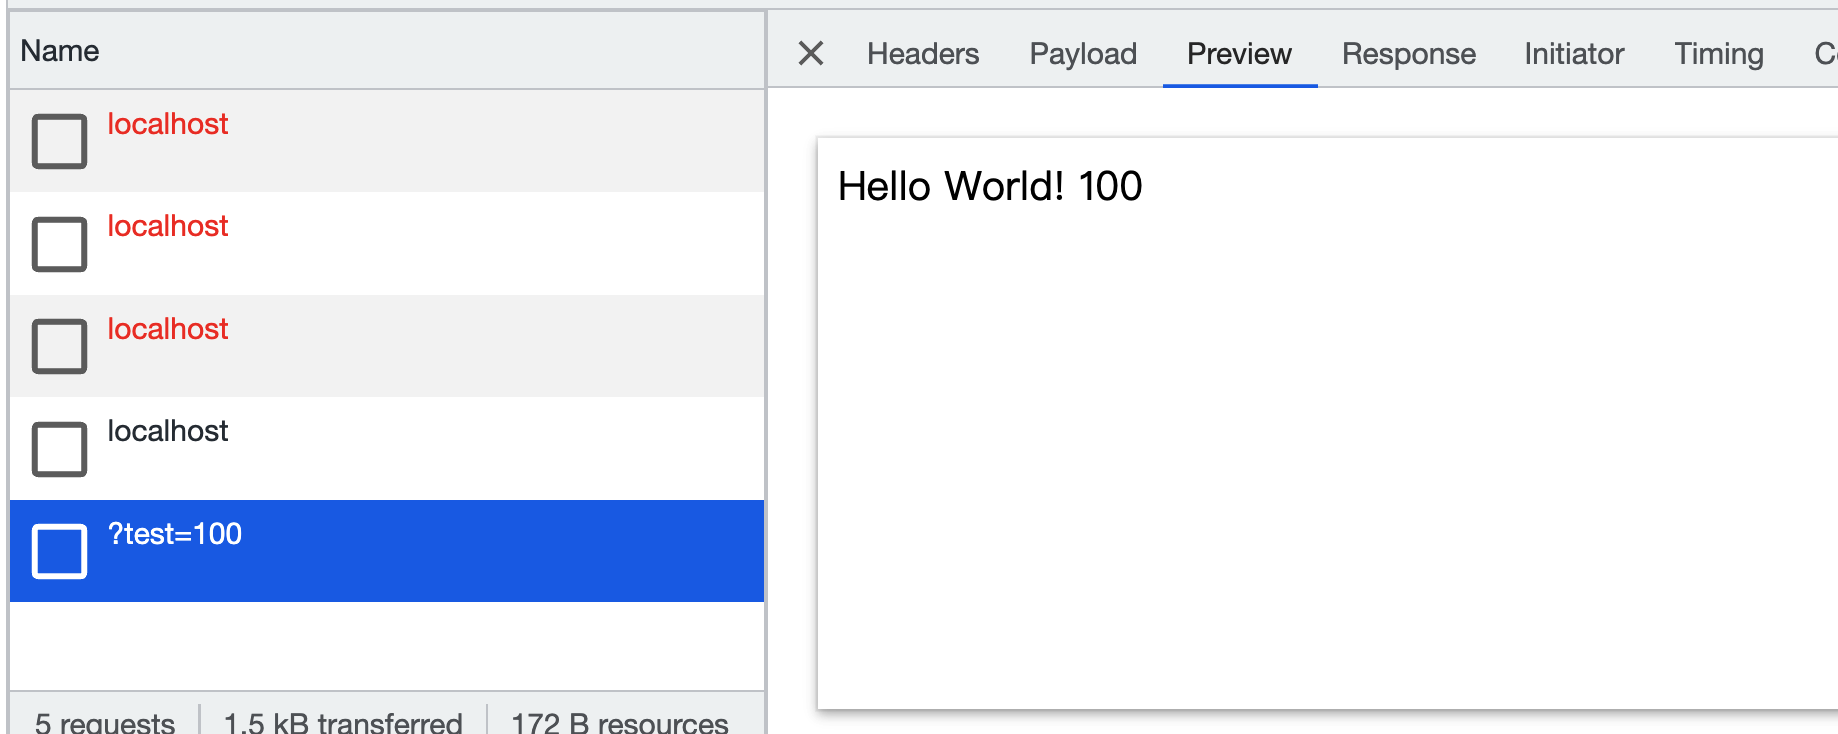 Name
localhost
localhost
localhost
localhost
?test=100
5 requests 1.5 kB transferred 172 B resources
Headers Payload Preview Response Initiator Timing
Hello World! 100